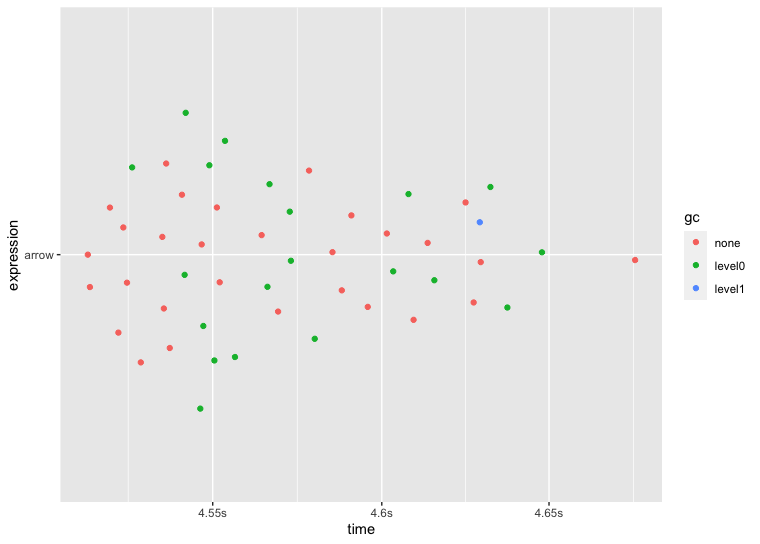 expression
arrow
4.55s
4.6s
4.65s
time
gc
none
level0
level1